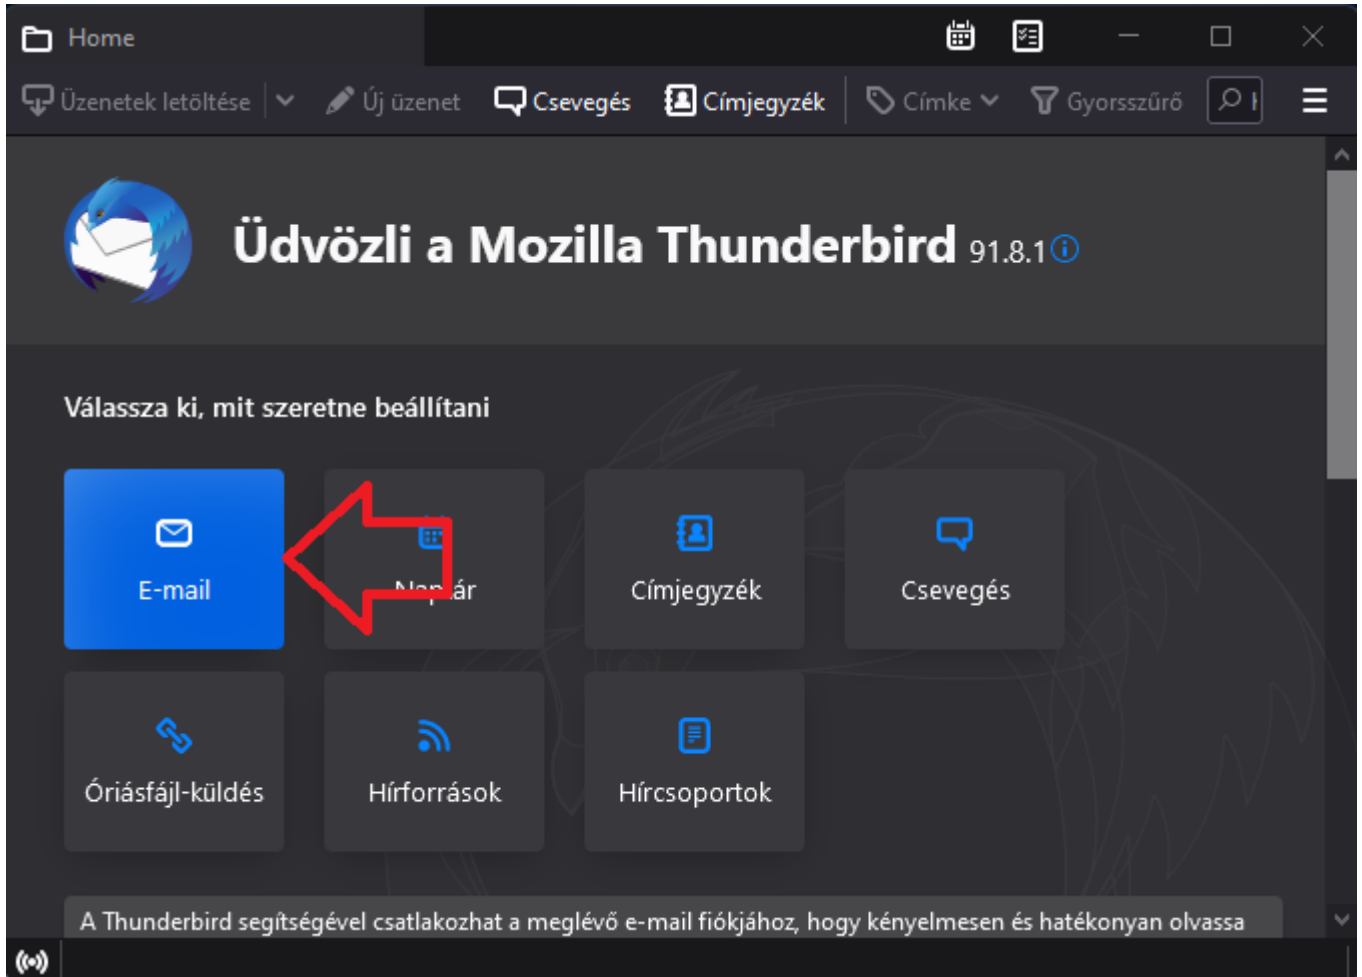 Home
Üzenetek letöltése Új üzenet Csevegés Címjegyzék Címke Gyorsszűrő
Üdvözli a Mozilla Thunderbird 91.8.1
Válassza ki, mit szeretne beállítani
E-mail Naptár Címjegyzék Csevegés
Óriásfájl-küldés Hírforrások Hírcsoportok
A Thunderbird segítségével csatlakozhat a meglévő e-mail fiókjához, hogy kényelmesen és hatékonyan olvassa